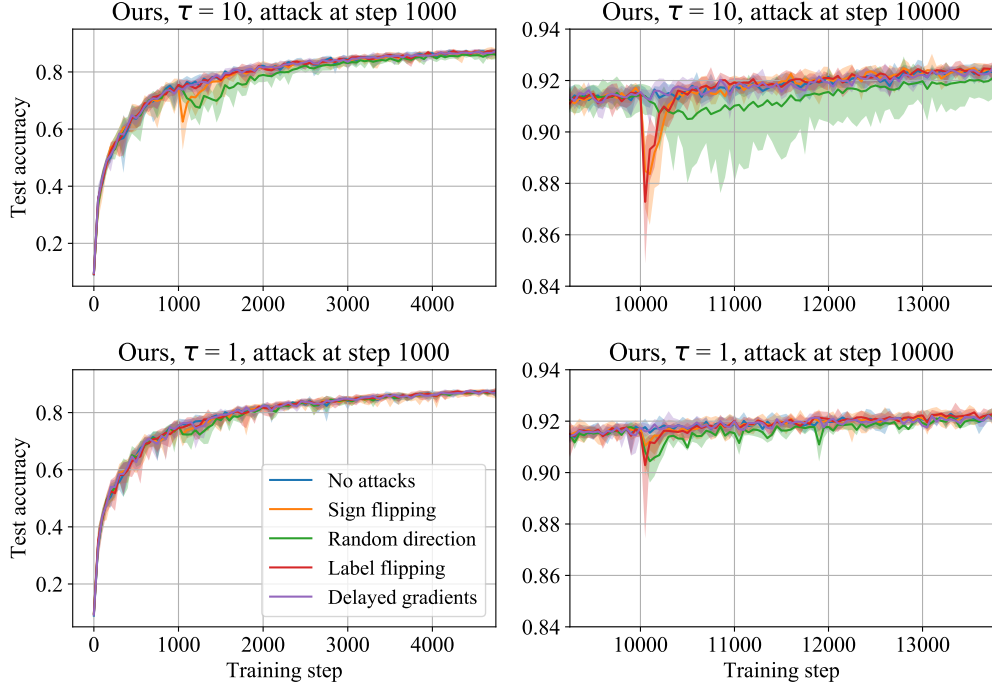 Ours, τ = 10, attack at step 1000
Test accuracy
0.8
0.6
0.4
0.2
0 1000 2000 3000 4000
Ours, τ = 10, attack at step 10000
0.94
0.92
0.90
0.88
0.86
0.84
10000 11000 12000 13000
Ours, τ = 1, attack at step 1000
Test accuracy
0.8
0.6
0.4
0.2
No attacks
Sign flipping
Random direction
Label flipping
Delayed gradients
0 1000 2000 3000 4000
Training step
Ours, τ = 1, attack at step 10000
0.94
0.92
0.90
0.88
0.86
0.84
10000 11000 12000 13000
Training step